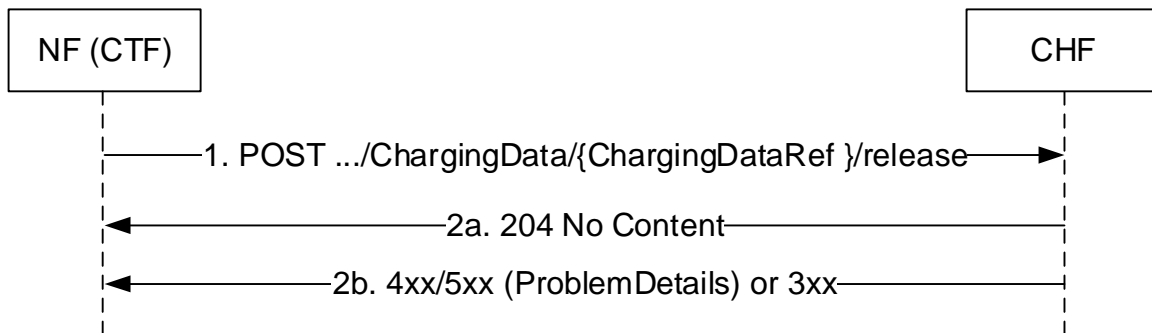 NF (CTF)
CHF
1. POST .../ChargingData/{ChargingDataRef }/release
2a. 204 No Content
2b. 4xx/5xx (ProblemDetails) or 3xx